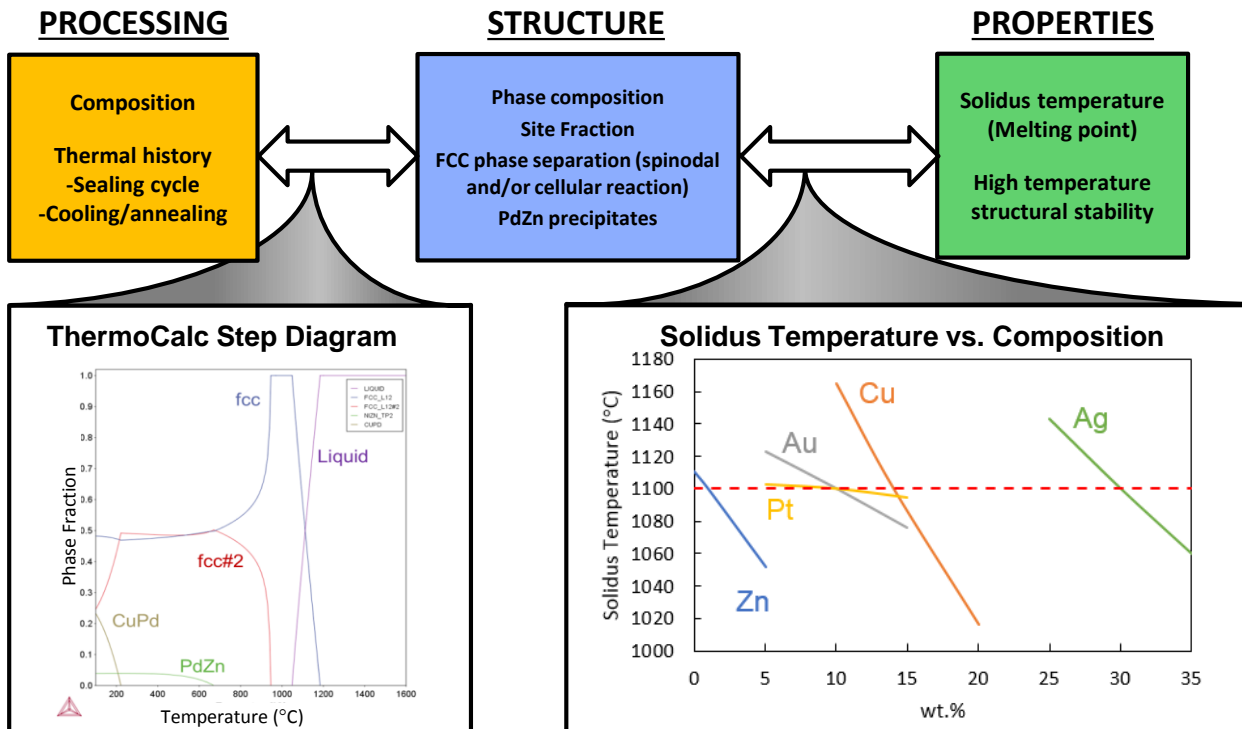 PROCESSING
Composition
Thermal history
-Sealing cycle
-Cooling/annealing
STRUCTURE
Phase composition
Site Fraction
FCC phase separation (spinodal
and/or cellular reaction)
PdZn precipitates
PROPERTIES
Solidus temperature
(Melting point)
High temperature
structural stability
ThermoCalc Step Diagram
Phase Fraction
1.0
0.9
0.8
0.7
0.6
0.5
0.4
0.3
0.2
0.1
0.0
fcc
Liquid
fcc#2
CuPd
PdZn
LIQUID
FCC_L12
FCC_L12#2
NIZN_TP2
CUPD
200 400 600 800 1000 1200 1400 1600
Temperature (°C)
Solidus Temperature vs. Composition
Solidus Temperature (°C)
1180
1160
1140
1120
1100
1080
1060
1040
1020
1000
Cu
Ag
Au
Pt
Zn
0 5 10 15 20 25 30 35
wt.%